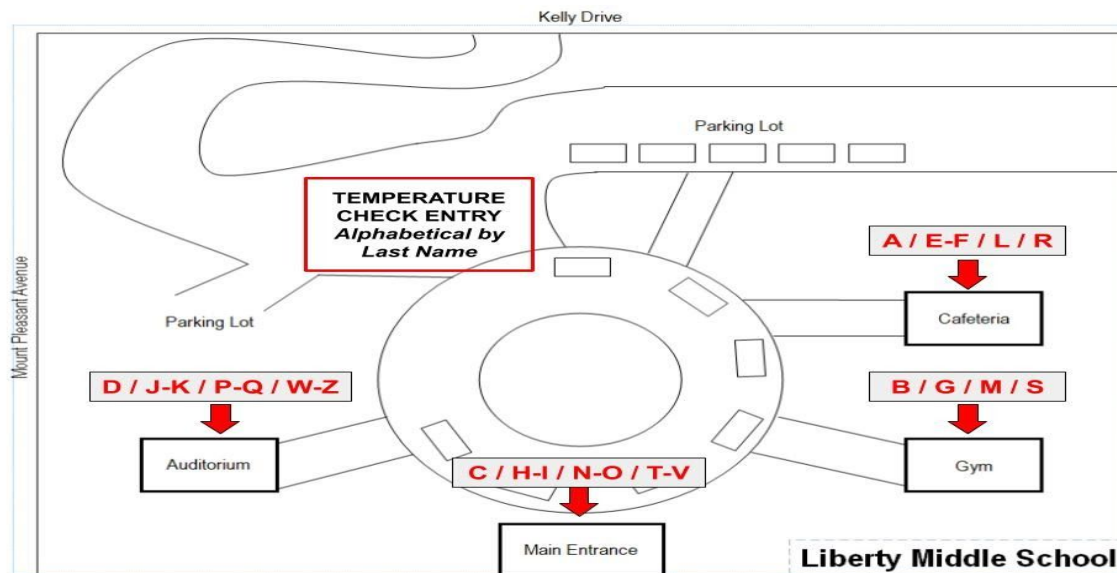 Kelly Drive
Parking Lot
TEMPERATURE
CHECK ENTRY
Alphabetical by
Last Name
A / E-F / L / R
Mount Pleasant Avenue
Cafeteria
Parking Lot
D / J-K / P-Q / W-Z
B / G / M / S
Auditorium
C / H-I / N-O / T-V
Gym
Main Entrance
Liberty Middle School